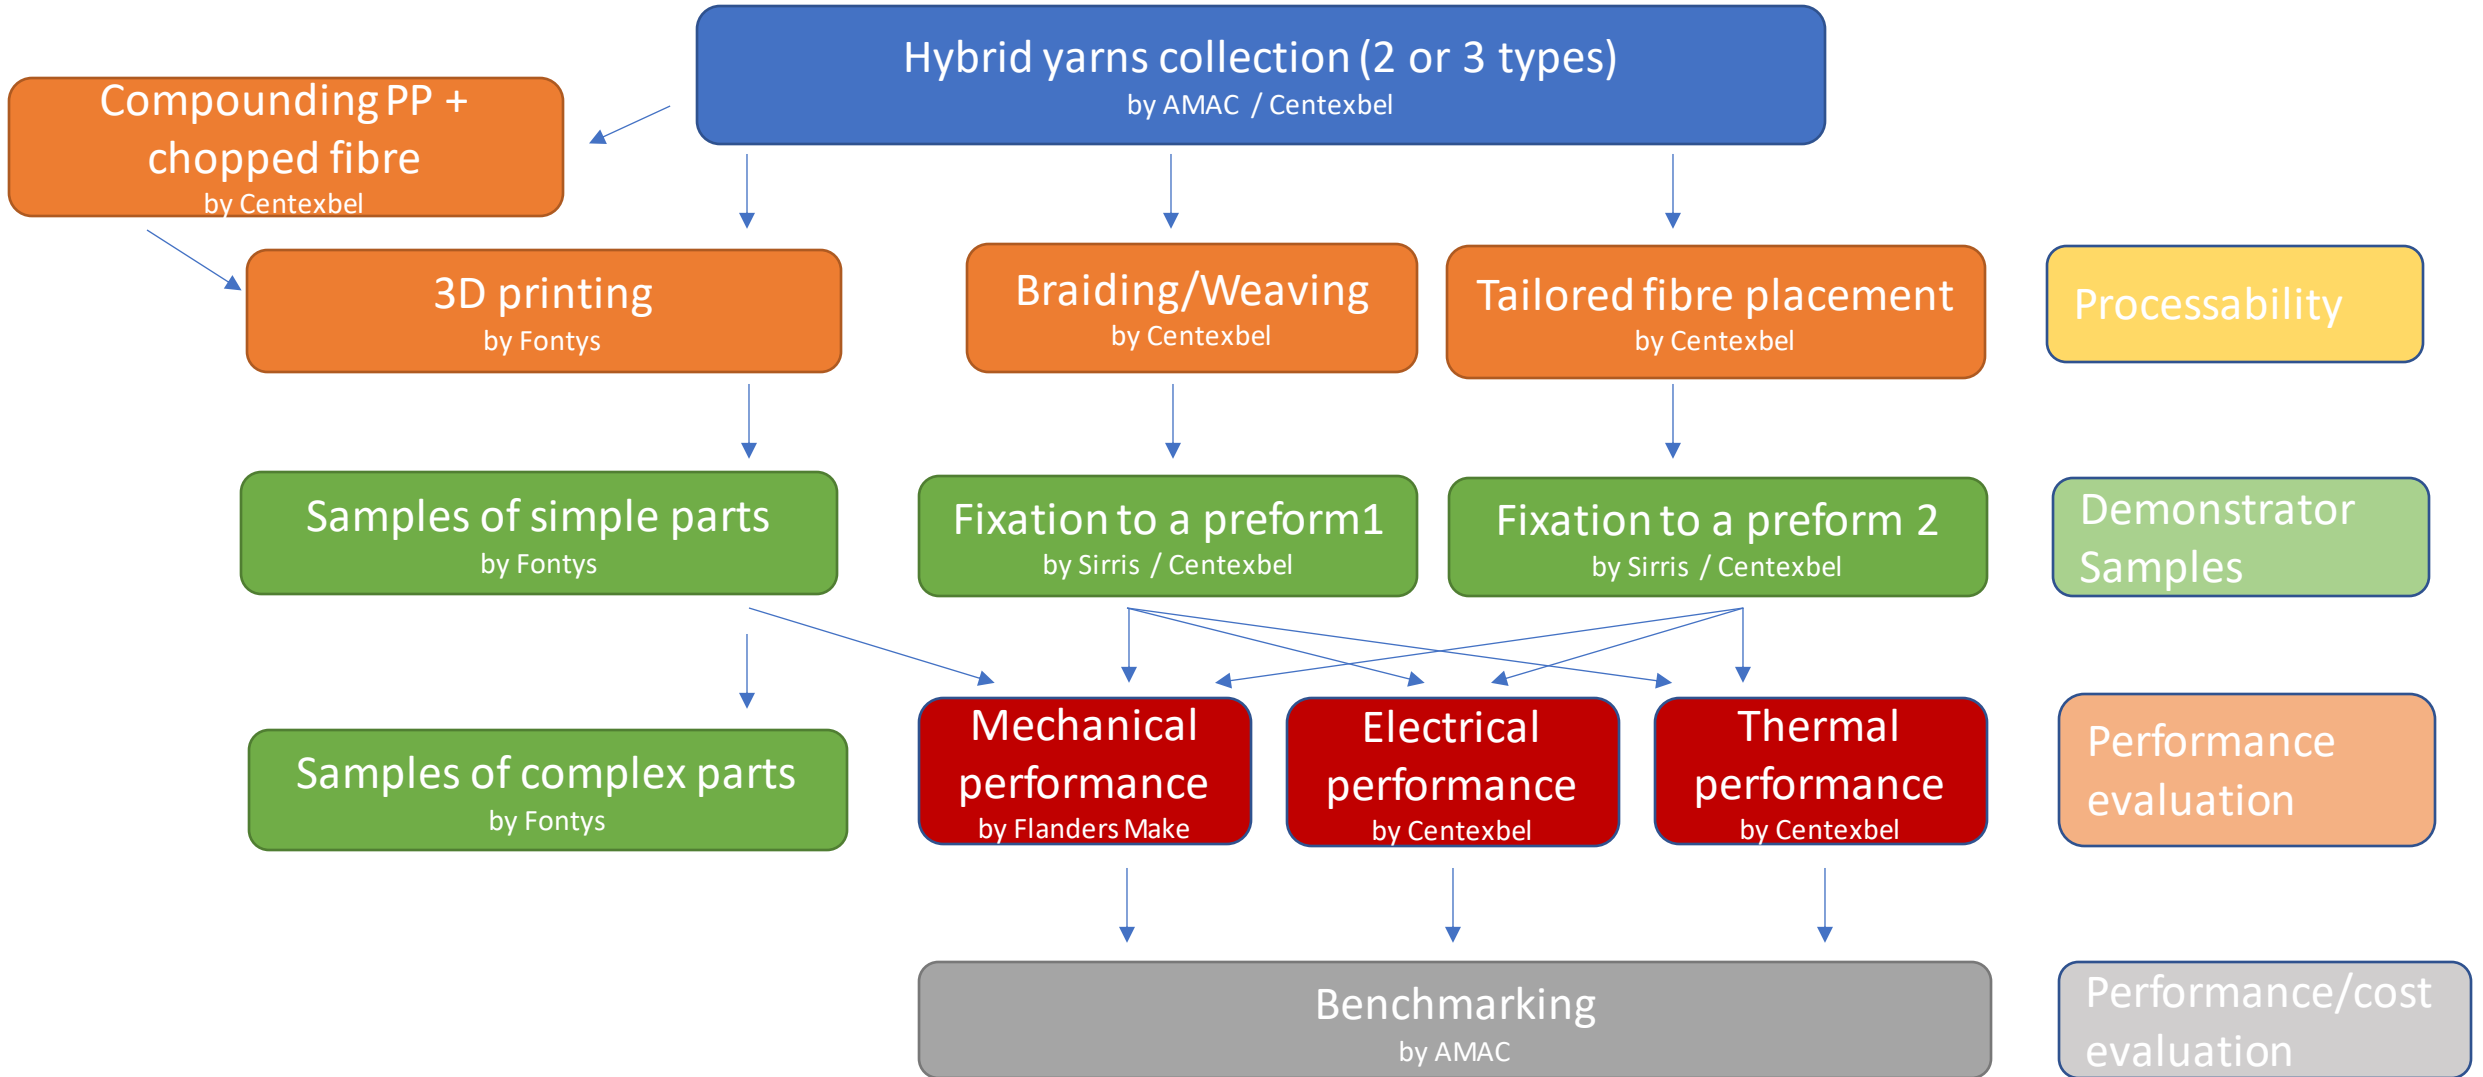 Hybrid yarns collection (2 or 3 types)
by AMAC / Centexbel
Compounding PP +
chopped fibre
by Centexbel
3D printing
by Fontys
Braiding/Weaving
by Centexbel
Tailored fibre placement
by Centexbel
Processability
Samples of simple parts
by Fontys
Fixation to a preform1
by Sirris / Centexbel
Fixation to a preform 2
by Sirris / Centexbel
Demonstrator
Samples
Samples of complex parts
by Fontys
Mechanical
performance
by Flanders Make
Electrical
performance
by Centexbel
Thermal
performance
by Centexbel
Performance
evaluation
Benchmarking
by AMAC
Performance/cost
evaluation